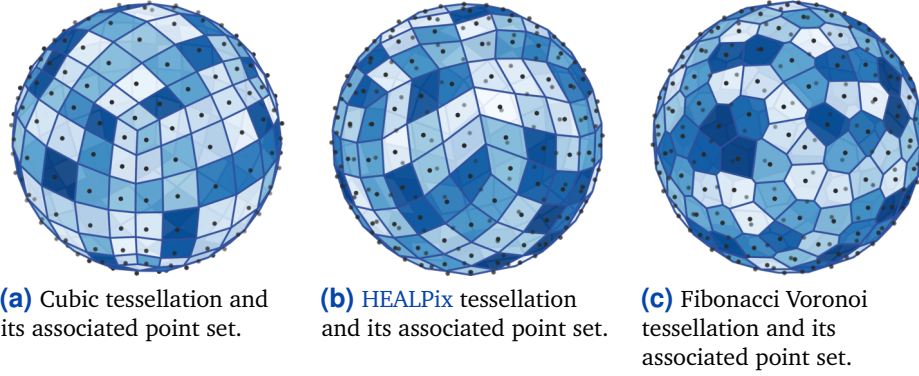 (a) Cubic tessellation and
its associated point set.
(b) HEALPix tessellation
and its associated point set.
(c) Fibonacci Voronoi
tessellation and its
associated point set.